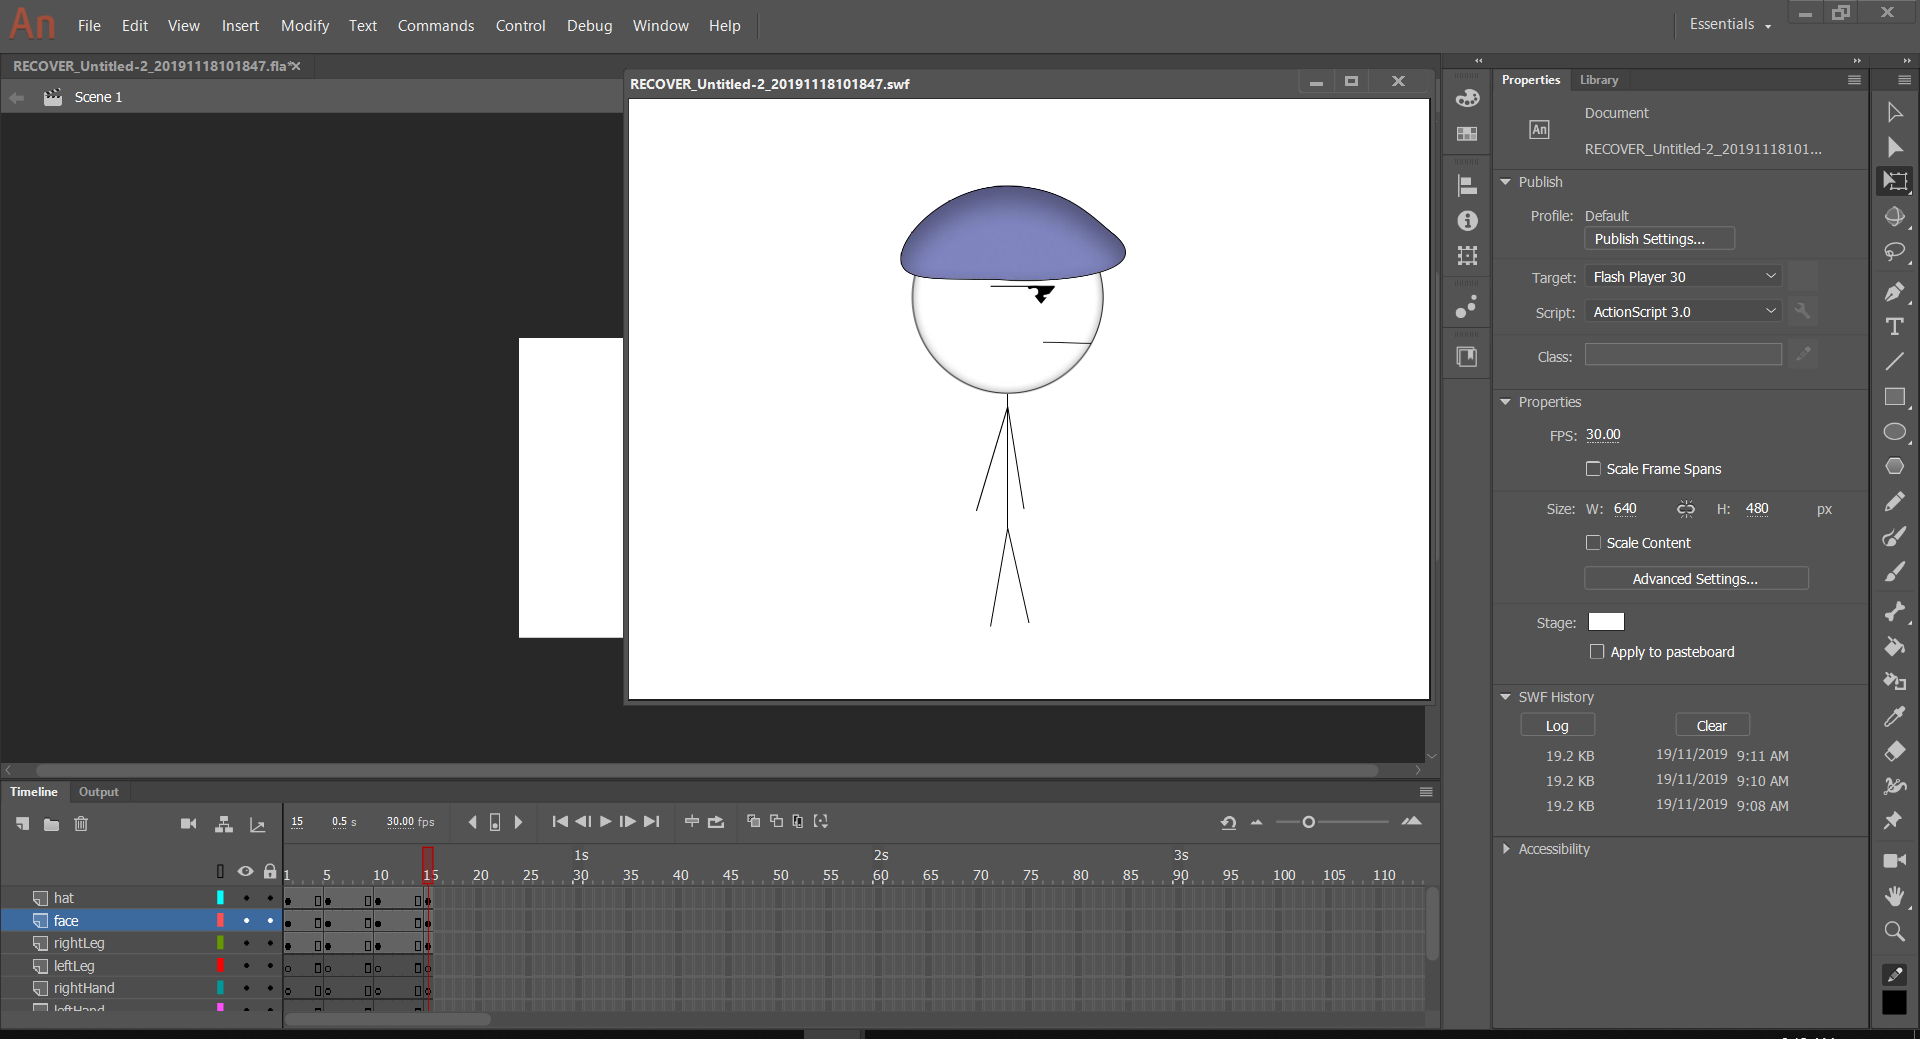 An File Edit View Insert Modify Text Commands Control Debug Window Help Essentials
RECOVER_Untitled-2_20191118101847.fla*
Scene 1
RECOVER_Untitled-2_20191118101847.swf
Properties Library
An Document
RECOVER_Untitled-2_20191118101...
Publish
Profile: Default
Publish Settings...
Target: Flash Player 30
Script: ActionScript 3.0
Class:
Properties
FPS: 30.00
Scale Frame Spans
Size: W: 640 H: 480 px
Scale Content
Advanced Settings...
Stage:
Apply to pasteboard
SWF History
Log Clear
19.2 KB 19/11/2019 9:11 AM
19.2 KB 19/11/2019 9:10 AM
19.2 KB 19/11/2019 9:08 AM
Accessibility
Timeline Output
15 0.5 s 30.00 fps
1s 2s 3s
1 5 10 15 20 25 30 35 40 45 50 55 60 65 70 75 80 85 90 95 100 105 110
hat
face
rightLeg
leftLeg
rightHand
leftHand